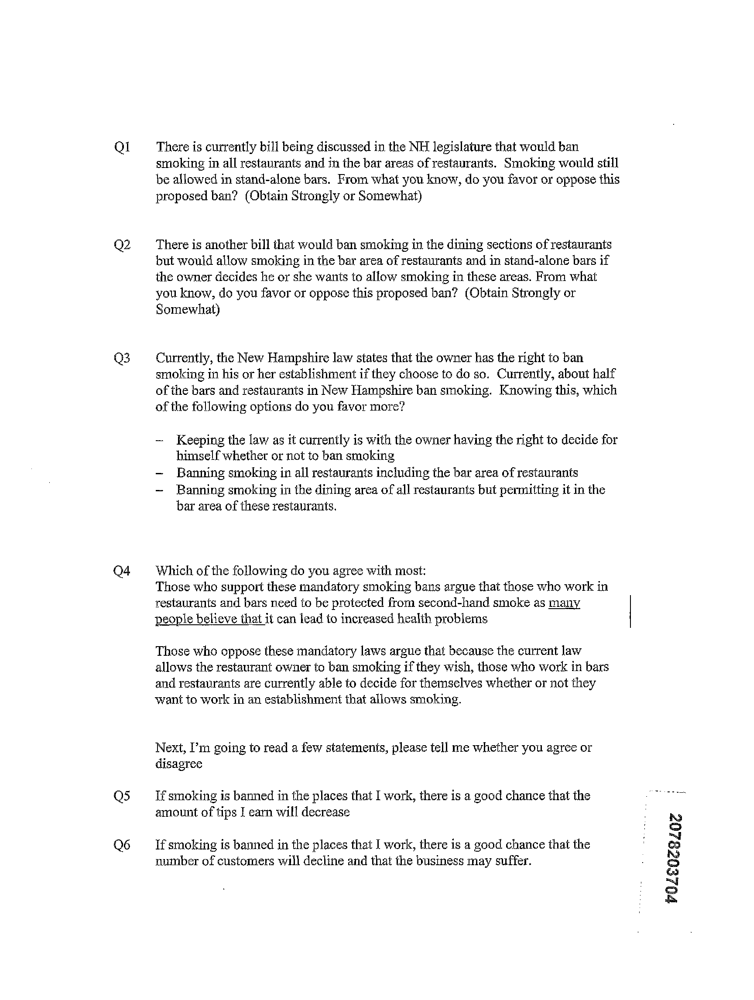 Q1 There is currently bill being discussed in the NH legislature that would ban
smoking in all restaurants and in the bar areas of restaurants. Smoking would still
be allowed in stand-alone bars. From what you know, do you favor or oppose this
proposed ban? (Obtain Strongly or Somewhat)
Q2 There is another bill that would ban smoking in the dining sections of restaurants
but would allow smoking in the bar area of restaurants and in stand-alone bars if
the owner decides he or she wants to allow smoking in these areas. From what
you know, do you favor or oppose this proposed ban? (Obtain Strongly or
Somewhat)
Q3 Currently, the New Hampshire law states that the owner has the right to ban
smoking in his or her establishment if they choose to do so. Currently, about half
of the bars and restaurants in New Hampshire ban smoking. Knowing this, which
of the following options do you favor more?
– Keeping the law as it currently is with the owner having the right to decide for
himself whether or not to ban smoking
– Banning smoking in all restaurants including the bar area of restaurants
– Banning smoking in the dining area of all restaurants but permitting it in the
bar area of these restaurants.
Q4 Which of the following do you agree with most:
Those who support these mandatory smoking bans argue that those who work in
restaurants and bars need to be protected from second-hand smoke as many
people believe that it can lead to increased health problems
Those who oppose these mandatory laws argue that because the current law
allows the restaurant owner to ban smoking if they wish, those who work in bars
and restaurants are currently able to decide for themselves whether or not they
want to work in an establishment that allows smoking.
Next, I'm going to read a few statements, please tell me whether you agree or
disagree
Q5 If smoking is banned in the places that I work, there is a good chance that the
amount of tips I earn will decrease
Q6 If smoking is banned in the places that I work, there is a good chance that the
number of customers will decline and that the business may suffer.
2078203704